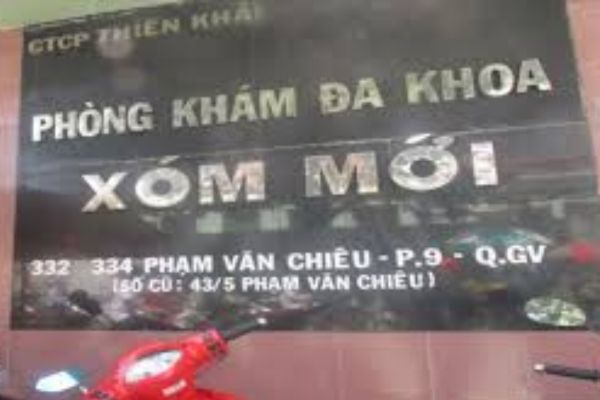 CTCP THIÊN KHẢI
PHÒNG KHÁM ĐA KHOA
XÓM MỚI
332 334 PHẠM VĂN CHIÊU - P.9 - Q.GV
(SỐ CŨ: 43/5 PHẠM VĂN CHIÊU)